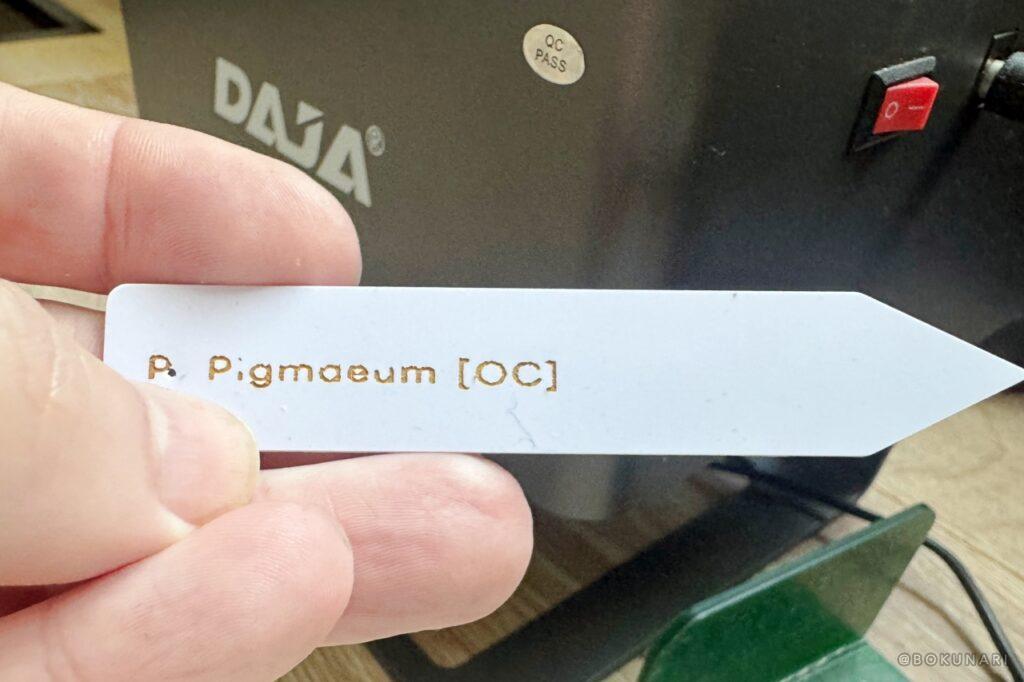 QC
PASS
DAJA®
P. Pigmaeum [OC]
@BOKUNARI